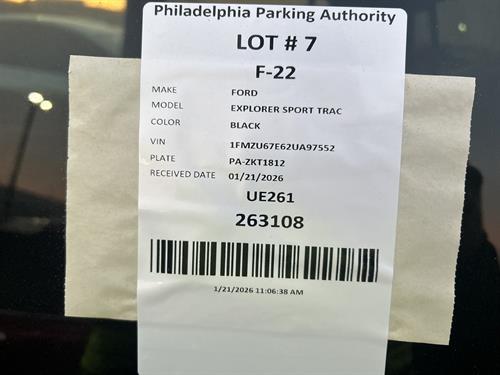 Philadelphia Parking Authority
LOT # 7
F-22
MAKE FORD
MODEL EXPLORER SPORT TRAC
COLOR BLACK
VIN 1FMZU67E62UA97552
PLATE PA-ZKT1812
RECEIVED DATE 01/21/2026
UE261
263108
1/21/2026 11:06:38 AM